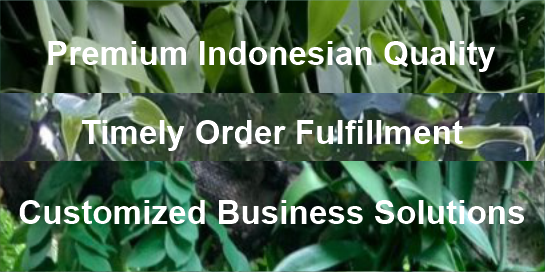 Premium Indonesian Quality
Timely Order Fulfillment
Customized Business Solutions